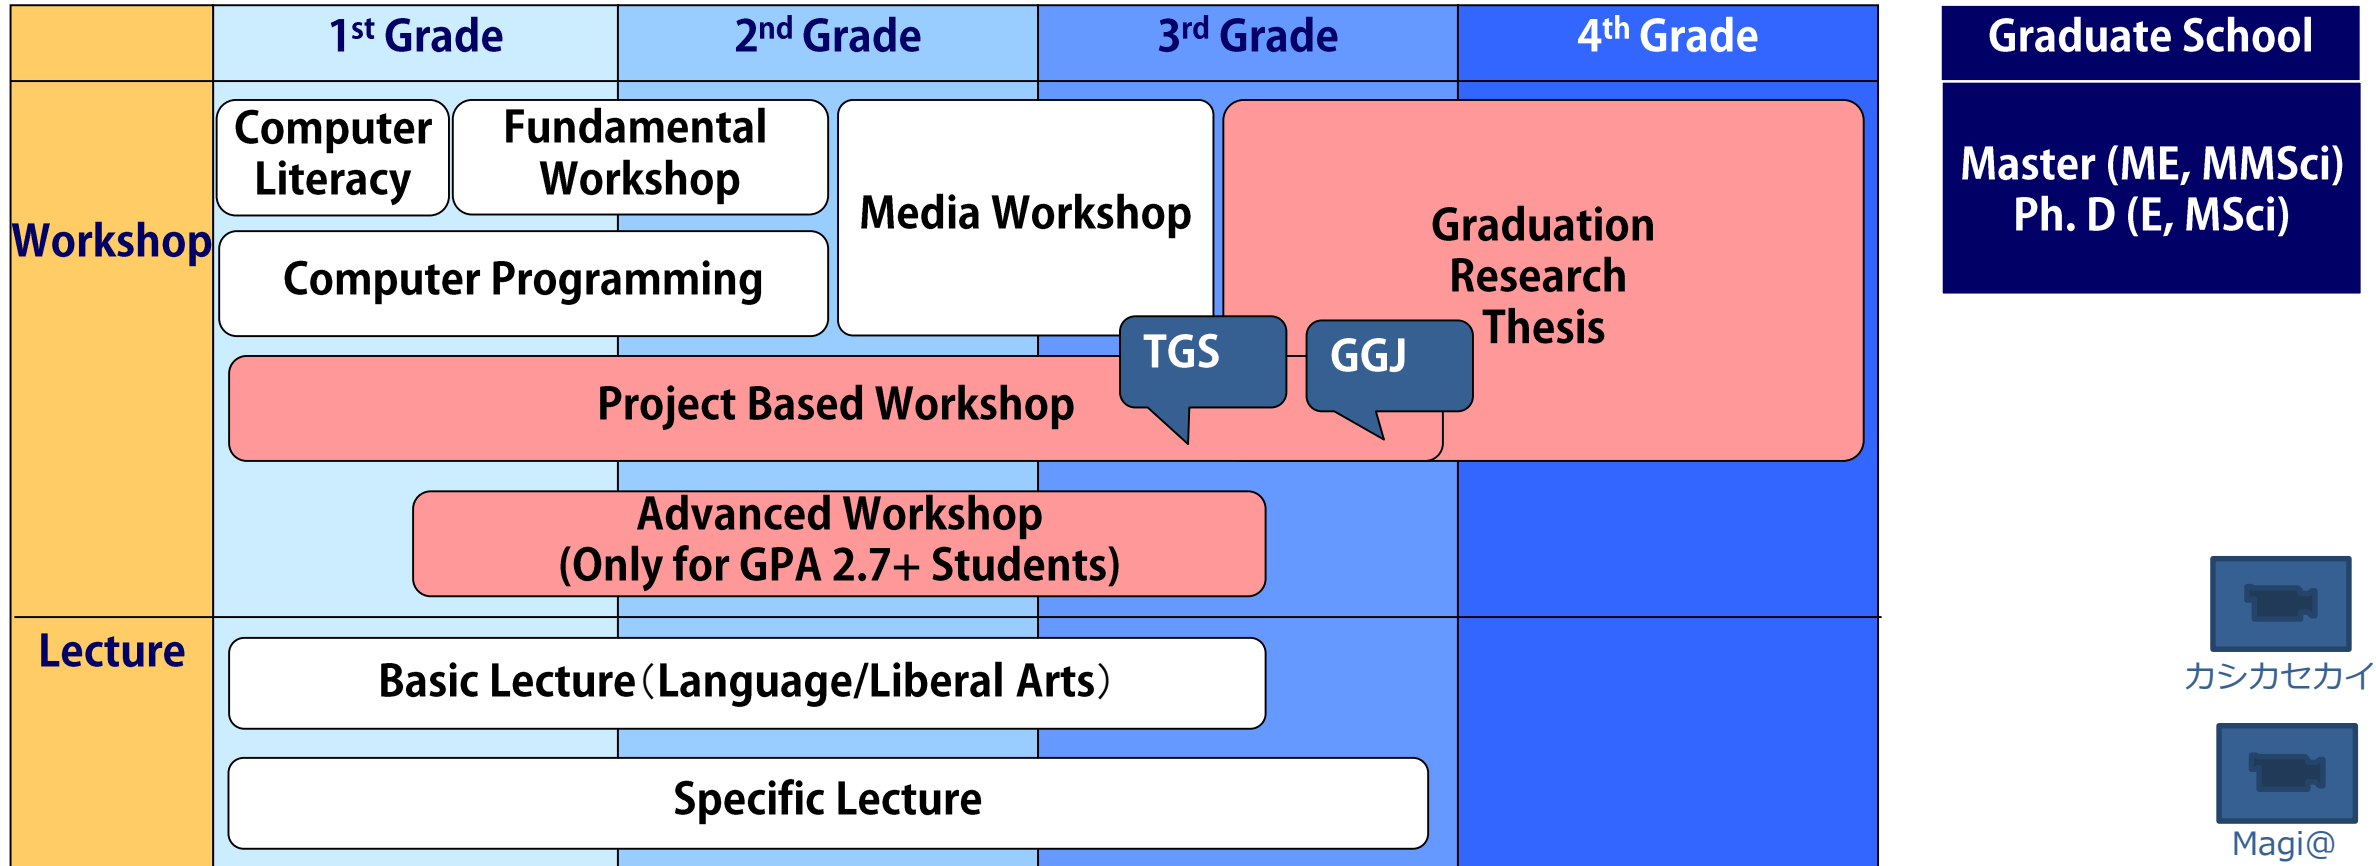 1st Grade
2nd Grade
3rd Grade
4th Grade
Graduate School
Workshop
Computer
Literacy
Fundamental
Workshop
Media Workshop
Graduation
Research
Thesis
Master (ME, MMSci)
Ph. D (E, MSci)
Computer Programming
TGS
GGJ
Project Based Workshop
Advanced Workshop
(Only for GPA 2.7+ Students)
Lecture
Basic Lecture（Language/Liberal Arts）
Specific Lecture
カシカセカイ
Magi@